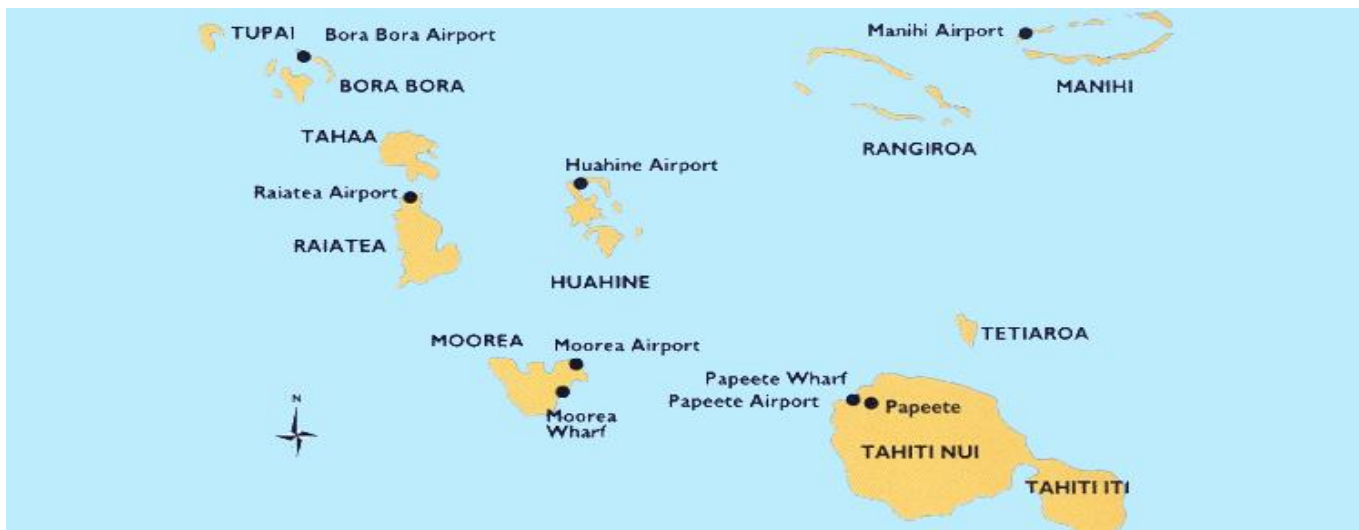 TUPAI
Bora Bora Airport
BORA BORA
Manihi Airport
MANIHI
RANGIROA
TAHAA
Raiatea Airport
RAIATEA
Huahine Airport
HUAHINE
MOOREA
Moorea Airport
Moorea
Wharf
TETIAROA
Papeete Wharf
Papeete Airport
Papeete
TAHITI NUI
TAHITI ITI
N